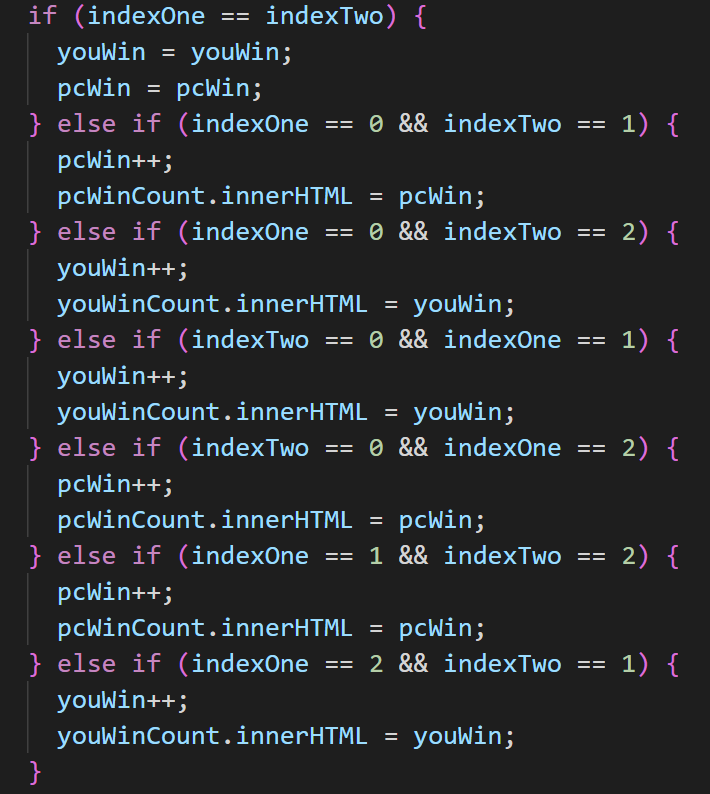 if (indexOne == indexTwo) {
  youWin = youWin;
  pcWin = pcWin;
} else if (indexOne == 0 && indexTwo == 1) {
  pcWin++;
  pcWinCount.innerHTML = pcWin;
} else if (indexOne == 0 && indexTwo == 2) {
  youWin++;
  youWinCount.innerHTML = youWin;
} else if (indexTwo == 0 && indexOne == 1) {
  youWin++;
  youWinCount.innerHTML = youWin;
} else if (indexTwo == 0 && indexOne == 2) {
  pcWin++;
  pcWinCount.innerHTML = pcWin;
} else if (indexOne == 1 && indexTwo == 2) {
  pcWin++;
  pcWinCount.innerHTML = pcWin;
} else if (indexOne == 2 && indexTwo == 1) {
  youWin++;
  youWinCount.innerHTML = youWin;
}